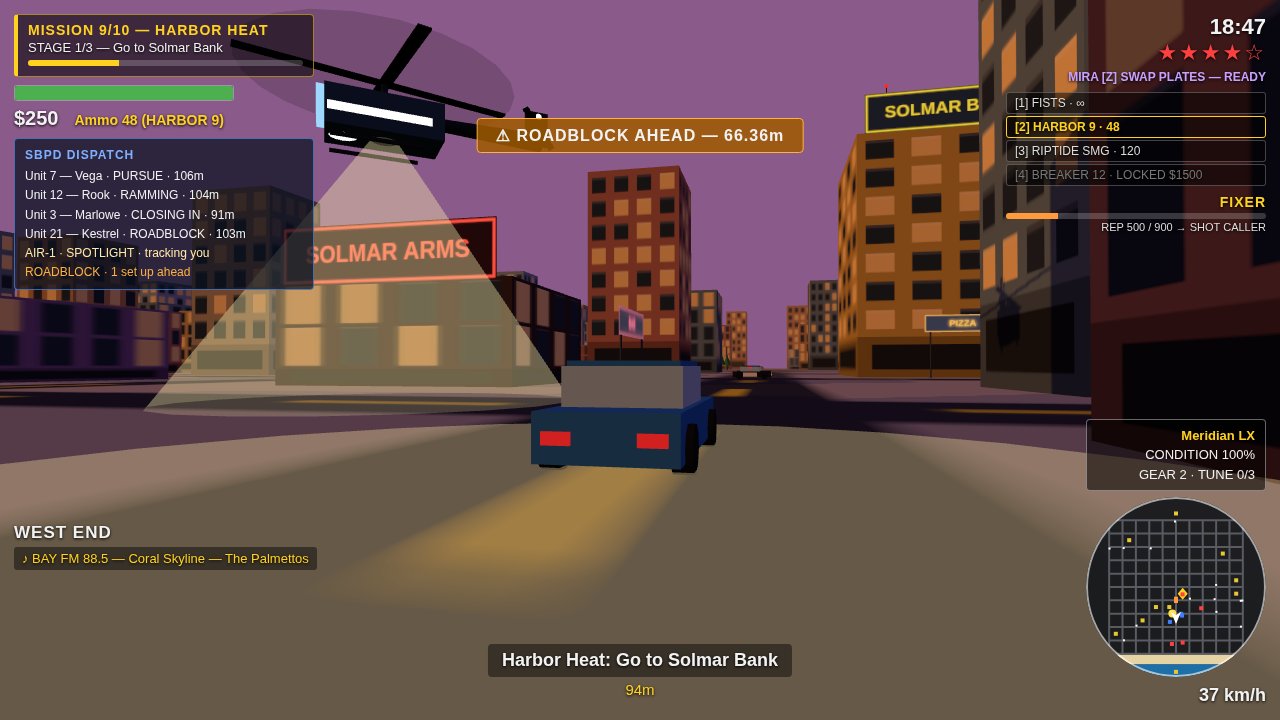 MISSION 9/10 — HARBOR HEAT
STAGE 1/3 — Go to Solmar Bank
$250 Ammo 48 (HARBOR 9)
SBPD DISPATCH
Unit 7 — Vega · PURSUE · 106m
Unit 12 — Rook · RAMMING · 104m
Unit 3 — Marlowe · CLOSING IN · 91m
Unit 21 — Kestrel · ROADBLOCK · 103m
AIR-1 · SPOTLIGHT · tracking you
ROADBLOCK · 1 set up ahead
⚠ ROADBLOCK AHEAD — 66.36m
SOLMAR ARMS
SOLMAR B
PIZZA
18:47
★★★★☆
MIRA [Z] SWAP PLATES — READY
[1] FISTS · ∞
[2] HARBOR 9 · 48
[3] RIPTIDE SMG · 120
[4] BREAKER 12 · LOCKED $1500
FIXER
REP 500 / 900 → SHOT CALLER
Meridian LX
CONDITION 100%
GEAR 2 · TUNE 0/3
WEST END
♪ BAY FM 88.5 — Coral Skyline — The Palmettos
Harbor Heat: Go to Solmar Bank
94m
37 km/h